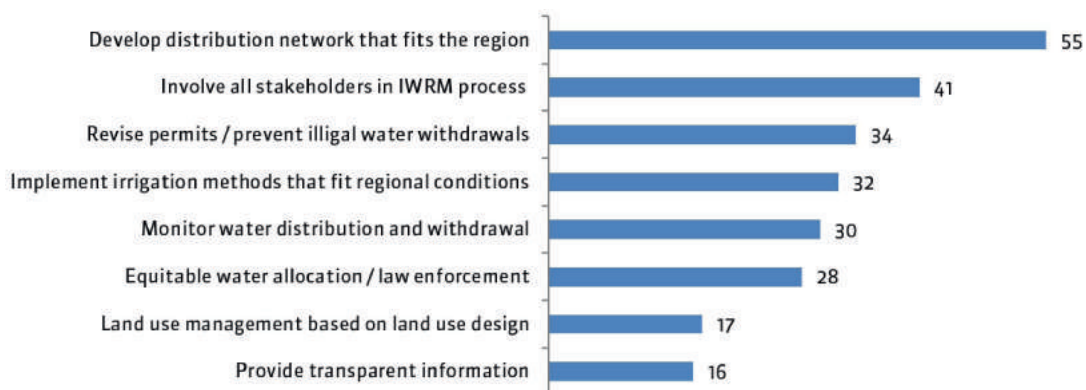 Develop distribution network that fits the region 55
Involve all stakeholders in IWRM process 41
Revise permits / prevent illigal water withdrawals 34
Implement irrigation methods that fit regional conditions 32
Monitor water distribution and withdrawal 30
Equitable water allocation / law enforcement 28
Land use management based on land use design 17
Provide transparent information 16